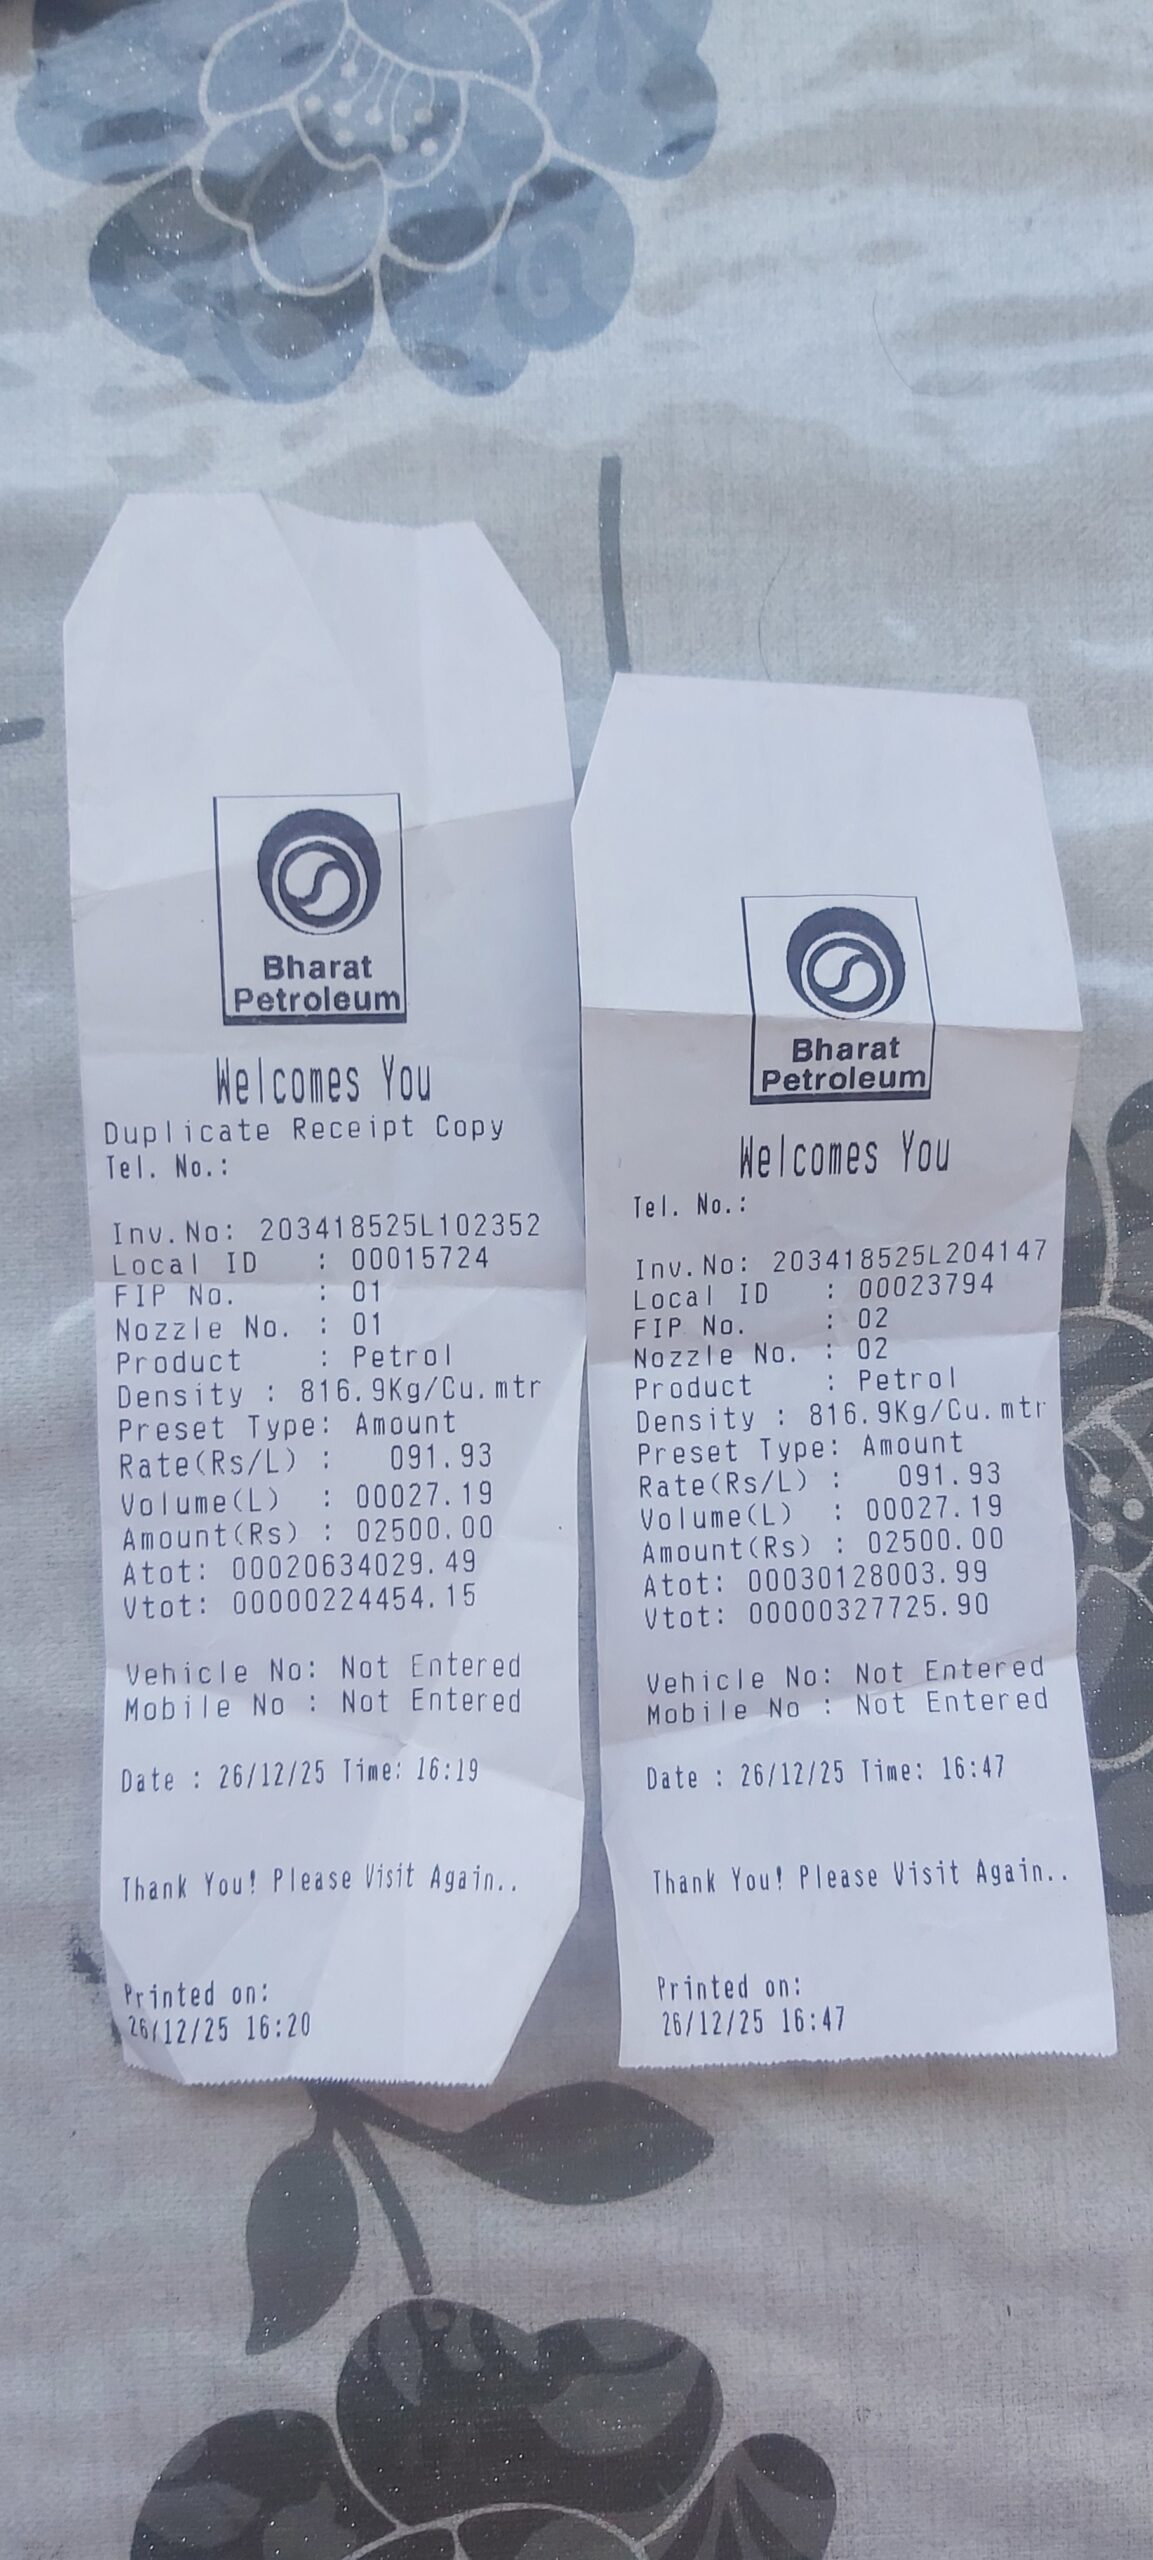 Bharat
Petroleum
Welcomes You
Duplicate Receipt Copy
Tel. No.:
Inv.No: 203418525L102352
Local ID : 00015724
FIP No. : 01
Nozzle No. : 01
Product : Petrol
Density : 816.9Kg/Cu.mtr
Preset Type: Amount
Rate(Rs/L) : 091.93
Volume(L) : 00027.19
Amount(Rs) : 02500.00
Atot: 00020634029.49
Vtot: 00000224454.15
Vehicle No: Not Entered
Mobile No : Not Entered
Date : 26/12/25 Time: 16:19
Thank You! Please Visit Again..
Printed on:
26/12/25 16:20
Bharat
Petroleum
Welcomes You
Tel. No.:
Inv.No: 203418525L204147
Local ID : 00023794
FIP No. : 02
Nozzle No. : 02
Product : Petrol
Density : 816.9Kg/Cu.mtr
Preset Type: Amount
Rate(Rs/L) : 091.93
Volume(L) : 00027.19
Amount(Rs) : 02500.00
Atot: 00030128003.99
Vtot: 00000327725.90
Vehicle No: Not Entered
Mobile No : Not Entered
Date : 26/12/25 Time: 16:47
Thank You! Please Visit Again..
Printed on:
26/12/25 16:47